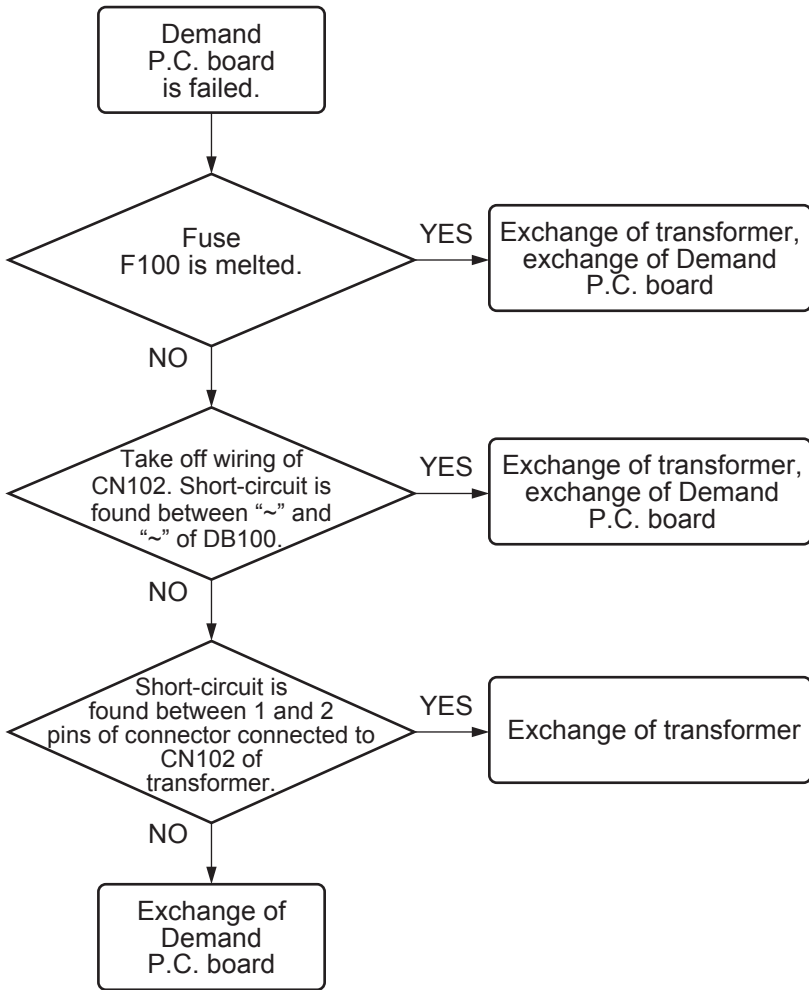 Demand
P.C. board
is failed.
Fuse
F100 is melted.
YES
Exchange of transformer,
exchange of Demand
P.C. board
NO
Take off wiring of
CN102. Short-circuit is
found between “~” and
“~” of DB100.
YES
Exchange of transformer,
exchange of Demand
P.C. board
NO
Short-circuit is
found between 1 and 2
pins of connector connected to
CN102 of
transformer.
YES
Exchange of transformer
NO
Exchange of
Demand
P.C. board